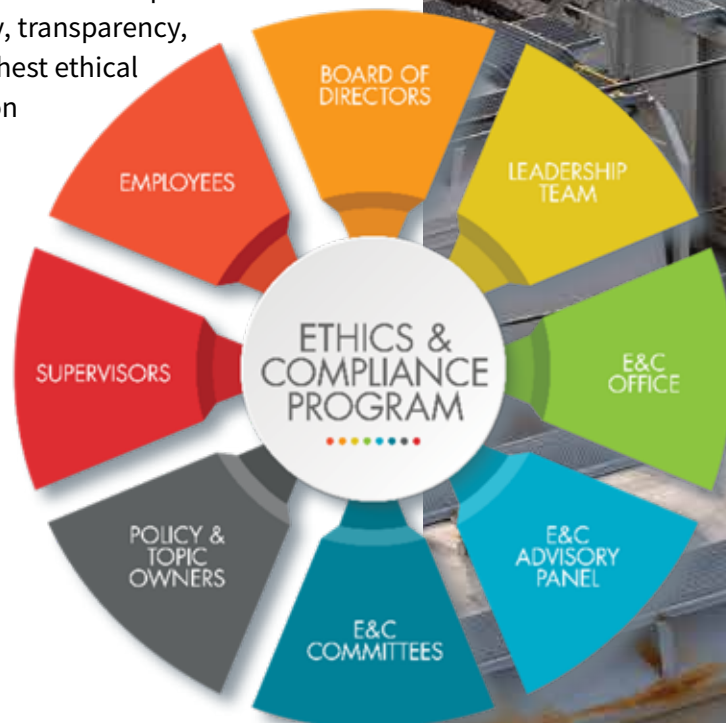 , transparency,
hest ethical
on
BOARD OF
DIRECTORS
LEADERSHIP
TEAM
E&C
OFFICE
E&C
ADVISORY
PANEL
E&C
COMMITTEES
POLICY &
TOPIC
OWNERS
SUPERVISORS
EMPLOYEES
ETHICS &
COMPLIANCE
PROGRAM